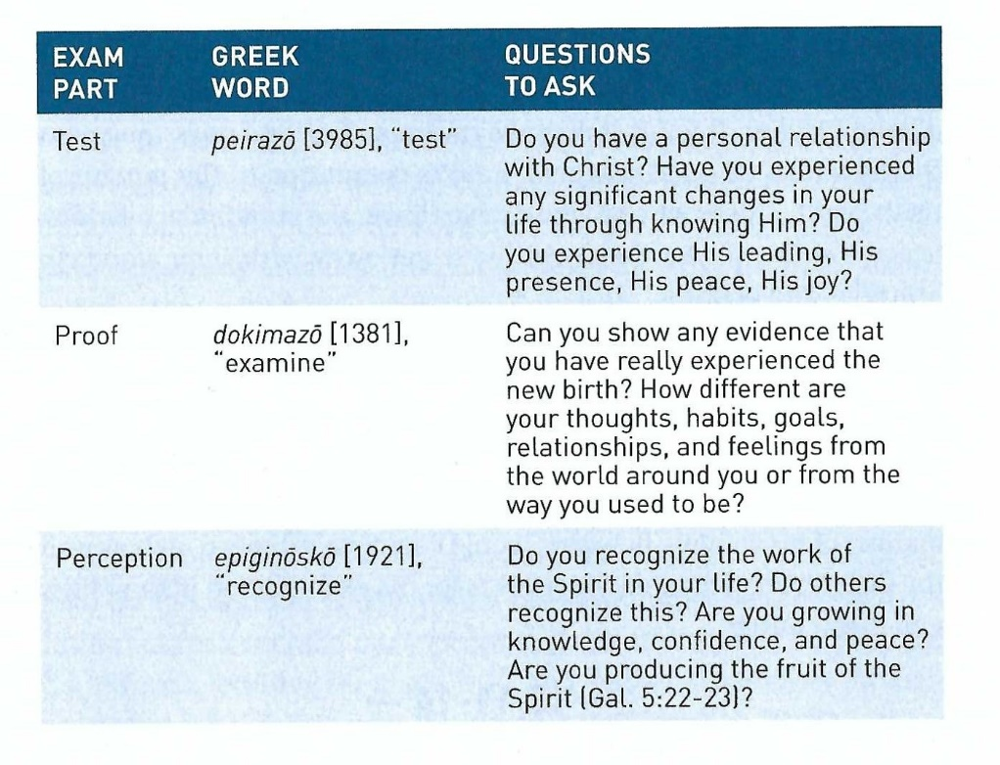 EXAM PART
GREEK WORD
QUESTIONS TO ASK
Test
peirazō [3985], “test”
Do you have a personal relationship
with Christ? Have you experienced
any significant changes in your
life through knowing Him? Do
you experience His leading, His
presence, His peace, His joy?
Proof
dokimazō [1381],
“examine”
Can you show any evidence that
you have really experienced the
new birth? How different are
your thoughts, habits, goals,
relationships, and feelings from
the world around you or from the
way you used to be?
Perception
epiginōskō [1921],
“recognize”
Do you recognize the work of
the Spirit in your life? Do others
recognize this? Are you growing in
knowledge, confidence, and peace?
Are you producing the fruit of the
Spirit (Gal. 5:22-23)?